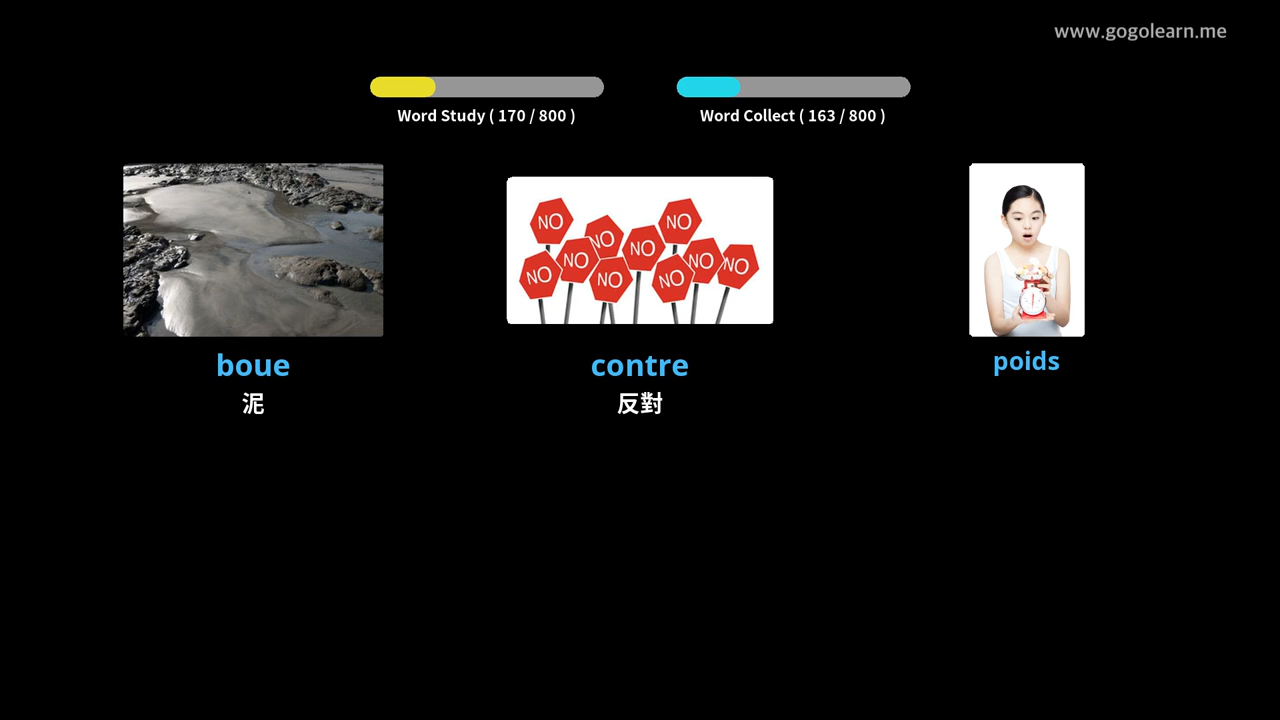 www.gogolearn.me
Word Study ( 170 / 800 )
Word Collect ( 163 / 800 )
NO
NO
NO
NO
NO
NO
NO
NO
NO
NO
boue
泥
contre
反對
poids